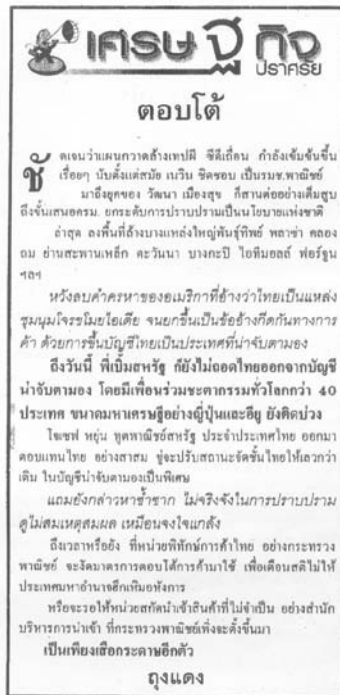 เศรษฐกิจ
ปราศรัย
ตอบโต้
ชัดเจนว่าแผนกวาดล้างเทปผี ซีดีเถื่อน กำลังเข้มข้นขึ้น
เรื่อยๆ นับตั้งแต่สมัย เนวิน ชิดชอบ เป็นรมช.พาณิชย์
มาถึงยุคของ วัฒนา เมืองสุข ก็สานต่ออย่างเต็มสูบ
ถึงขั้นเสนอครม. ยกระดับการปราบปรามเป็นนโยบายแห่งชาติ
ล่าสุด ลงพื้นที่ล้างบางแหล่งใหญ่พันธุ์ทิพย์ พลาซ่า คลอง
ถม ย่านสะพานเหล็ก ตะวันนา บางกะปิ ไอทีมอลล์ ฟอร์จูน
ฯลฯ
หวังลบคำครหาของอเมริกาที่อ้างว่าไทยเป็นแหล่ง
ชุมนุมโจรขโมยไอเดีย จนยกขึ้นเป็นข้ออ้างกีดกันทางการ
ค้า ด้วยการขึ้นบัญชีไทยเป็นประเทศที่น่าจับตามอง
ถึงวันนี้ พี่เบิ้มสหรัฐ ก็ยังไม่ถอดไทยออกจากบัญชี
น่าจับตามอง โดยมีเพื่อนร่วมชะตากรรมทั่วโลกกว่า 40
ประเทศ ขนาดมหาเศรษฐีอย่างญี่ปุ่นและอียู ยังติดบ่วง
โจเซฟ หยุ่น ทูตพาณิชย์สหรัฐ ประจำประเทศไทย ออกมา
ตอบแทนไทย อย่างสาสม ขู่จะปรับสถานะจัดชั้นไทยให้เลวกว่า
เดิม ในบัญชีน่าจับตามองเป็นพิเศษ
แถมยังกล่าวหาซ้ำซาก ไม่จริงจังในการปราบปราม
ดูไม่สมเหตุสมผล เหมือนจงใจแกล้ง
ถึงเวลาหรือยัง ที่หน่วยพิทักษ์การค้าไทย อย่างกระทรวง
พาณิชย์ จะงัดมาตรการตอบโต้การค้ามาใช้ เพื่อเตือนสติไม่ให้
ประเทศมหาอำนาจฮึกเหิมอหังการ
หรือจะรอให้หน่วยสกัดนำเข้าสินค้าที่ไม่จำเป็น อย่างสำนัก
บริหารการนำเข้า ที่กระทรวงพาณิชย์เพิ่งจะตั้งขึ้นมา
เป็นเพียงเสือกระดาษอีกตัว
ถุงแดง